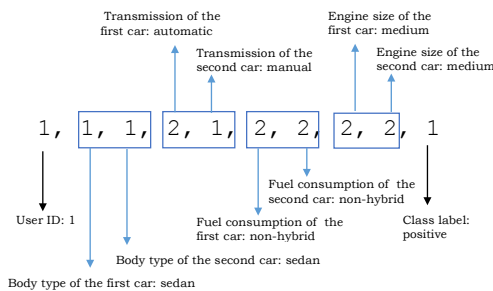 Transmission of the
first car: automatic
Transmission of the
second car: manual
Engine size of the
first car: medium
Engine size of the
second car: medium
1, 1, 1, 2, 1, 2, 2, 2, 2, 1
Fuel consumption of the
second car: non-hybrid
User ID: 1
Fuel consumption of the
first car: non-hybrid
Class label:
positive
Body type of the second car: sedan
Body type of the first car: sedan